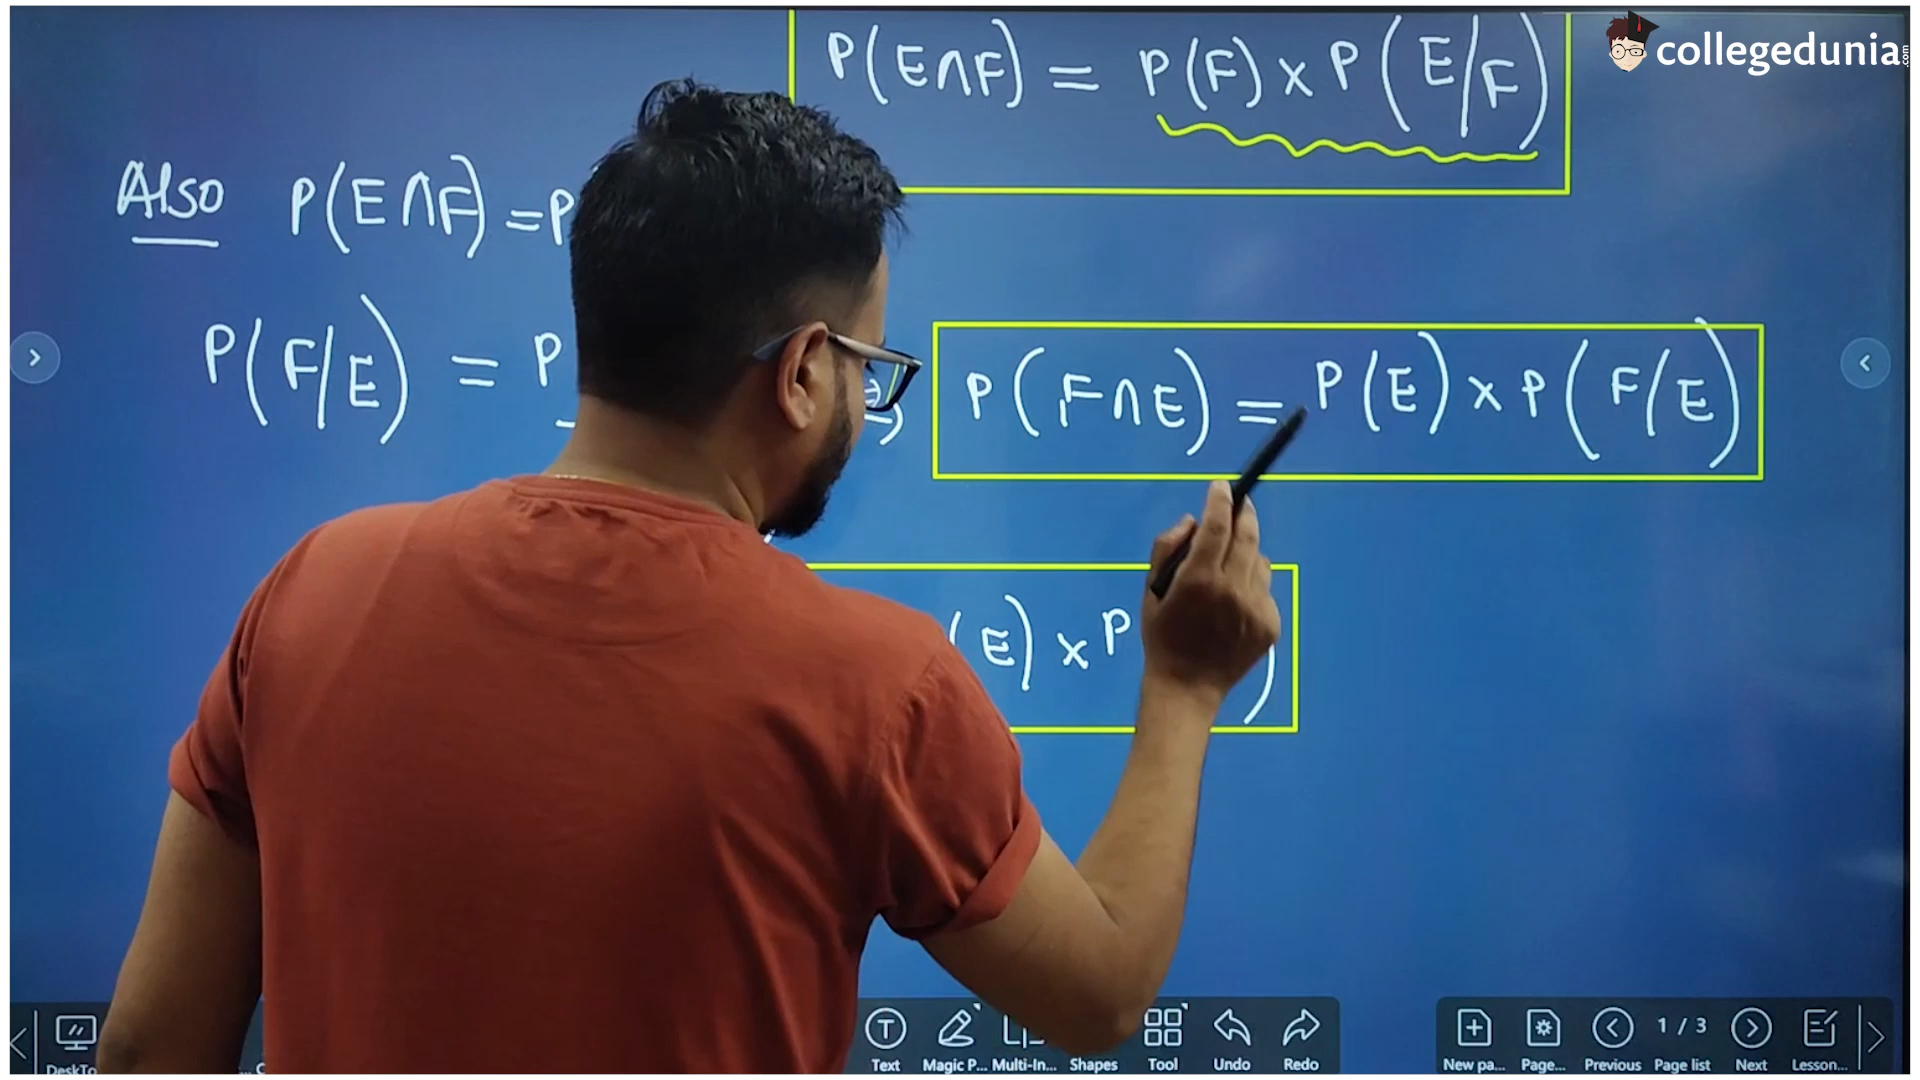 P(E∩F) = P(F) × P(E/F)
collegedunia.com
Also P(E∩F) = P
P(F/E) = P
P(F∩E) = P(E) × P(F/E)
(E) × P )
Text Magic P... Multi-In... Shapes Tool Undo Redo
1 / 3
New pa... Page... Previous Page list Next Lesson...